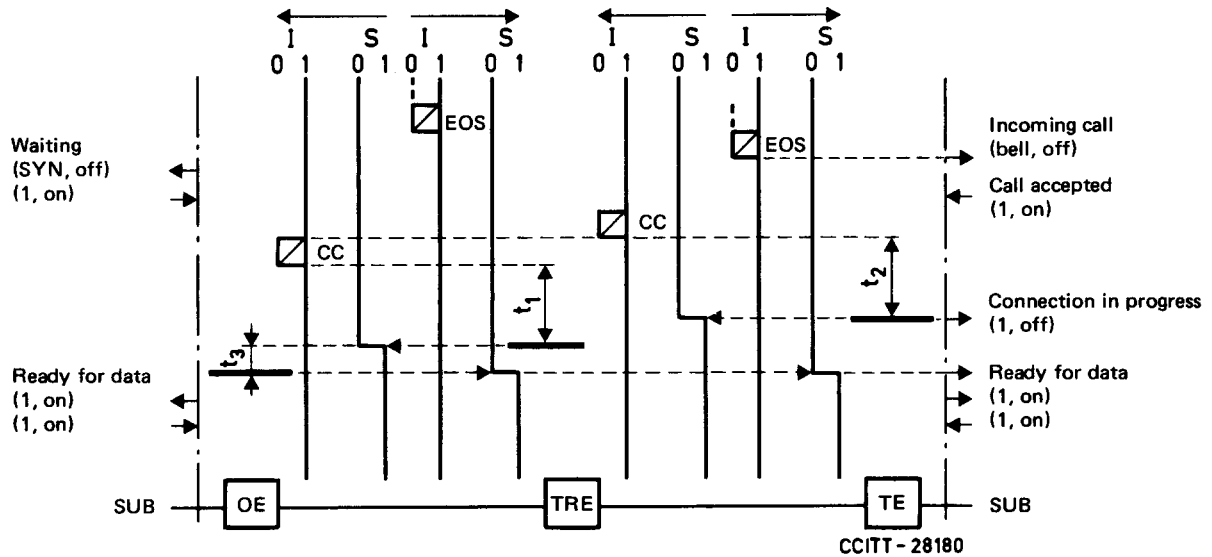 I S I S I S I S
0 1 0 1 0 1 0 1 0 1 0 1 0 1 0 1
EOS
Waiting
(SYN, off)
(1, on)
EOS
Incoming call
(bell, off)
Call accepted
(1, on)
CC
CC
t1
t2
t3
Connection in progress
(1, off)
Ready for data
(1, on)
(1, on)
Ready for data
(1, on)
(1, on)
SUB OE TRE TE SUB
CCITT - 28180